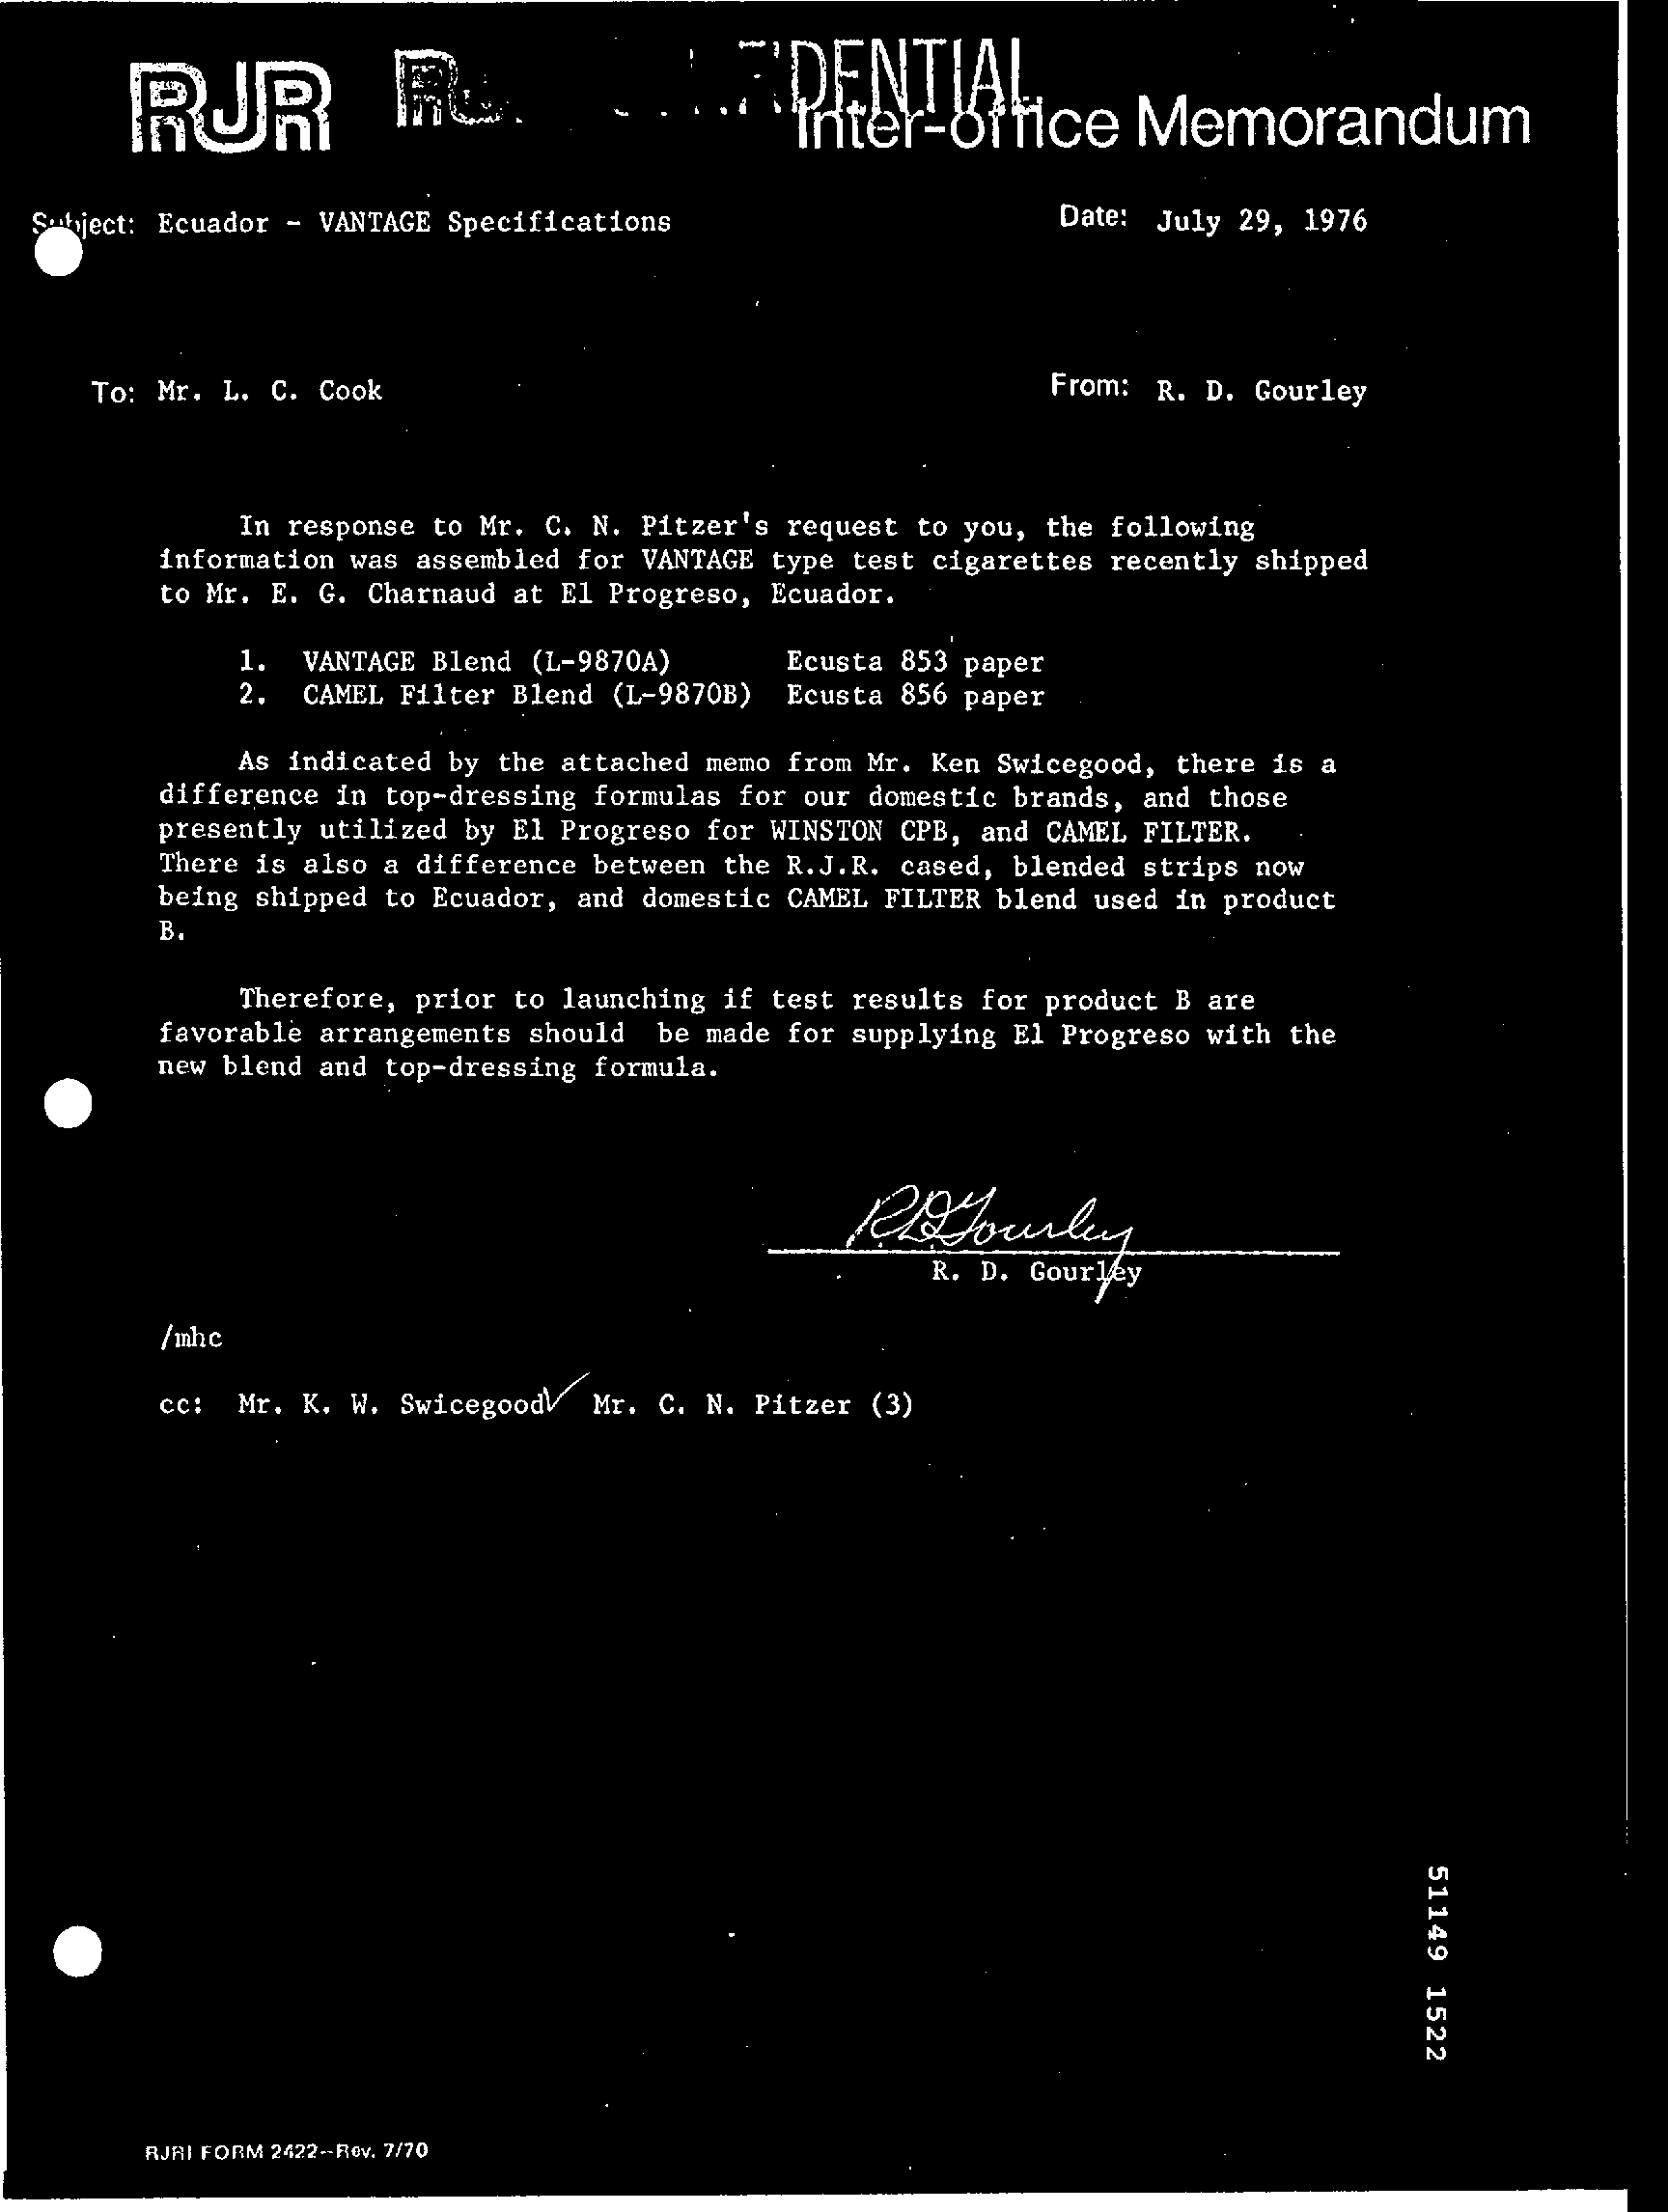 RJR
Inter-office Memorandum
Subject: Ecuador - VANTAGE Specifications
Date: July 29, 1976
To: Mr. L. C. Cook
From: R. D. Gourley
In response to Mr. C. N. Pitzer's request to you, the following
information was assembled for VANTAGE type test cigarettes recently shipped
to Mr. E. G. Charnaud at El Progreso, Ecuador.
1. VANTAGE Blend (L-9870A) Ecusta 853 paper
2. CAMEL Filter Blend (L-9870B) Ecusta 856 paper
As indicated by the attached memo from Mr. Ken Swicegood, there is a
difference in top-dressing formulas for our domestic brands, and those
presently utilized by El Progreso for WINSTON CPB, and CAMEL FILTER.
There is also a difference between the R.J.R. cased, blended strips now
being shipped to Ecuador, and domestic CAMEL FILTER blend used in product
B.
Therefore, prior to launching if test results for product B are
favorable arrangements should be made for supplying El Progreso with the
new blend and top-dressing formula.
RDGourley
R. D. Gourley
/mhc
cc: Mr. K. W. Swicegood✓ Mr. C. N. Pitzer (3)
51149 1522
RJRI FORM 2422--Rev. 7/70